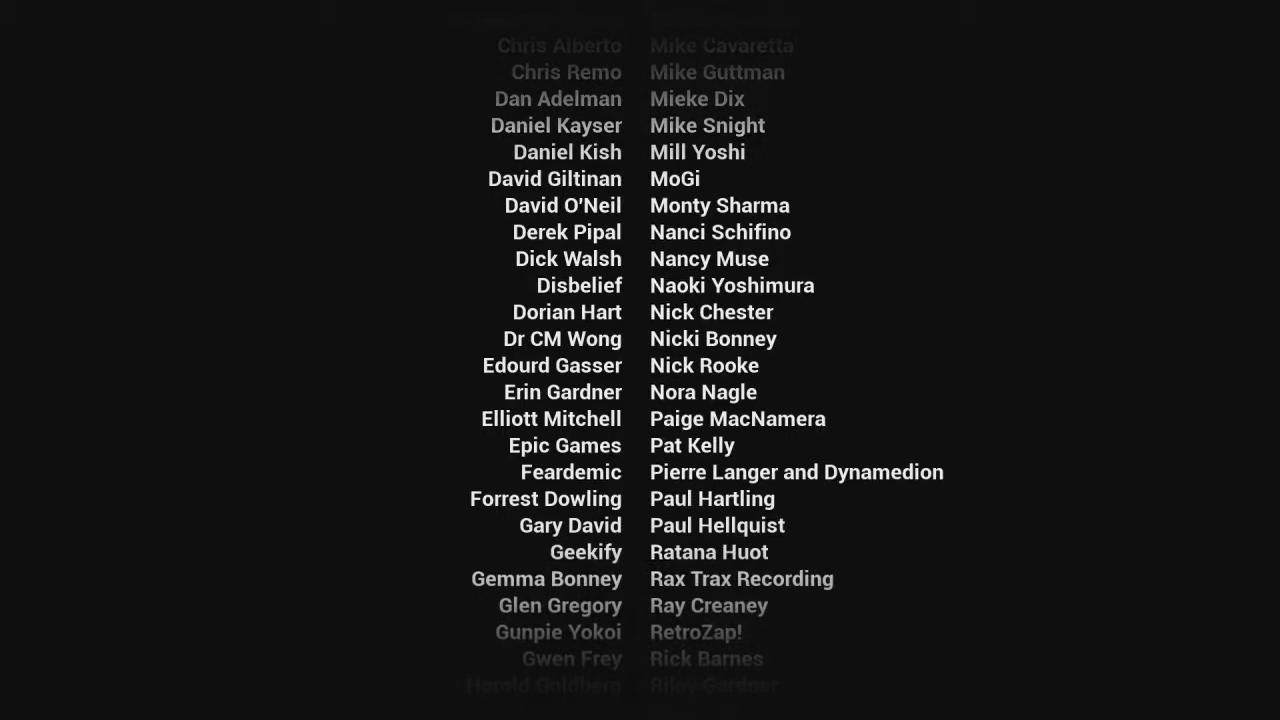 Chris Alberto Mike Cavaretta
Chris Remo Mike Guttman
Dan Adelman Mieke Dix
Daniel Kayser Mike Snight
Daniel Kish Mill Yoshi
David Giltinan MoGi
David O'Neil Monty Sharma
Derek Pipal Nanci Schifino
Dick Walsh Nancy Muse
Disbelief Naoki Yoshimura
Dorian Hart Nick Chester
Dr CM Wong Nicki Bonney
Edourd Gasser Nick Rooke
Erin Gardner Nora Nagle
Elliott Mitchell Paige MacNamera
Epic Games Pat Kelly
Feardemic Pierre Langer and Dynamedion
Forrest Dowling Paul Hartling
Gary David Paul Hellquist
Geekify Ratana Huot
Gemma Bonney Rax Trax Recording
Glen Gregory Ray Creaney
Gunpie Yokoi RetroZap!
Gwen Frey Rick Barnes
Harold Goldberg Riley Gardner